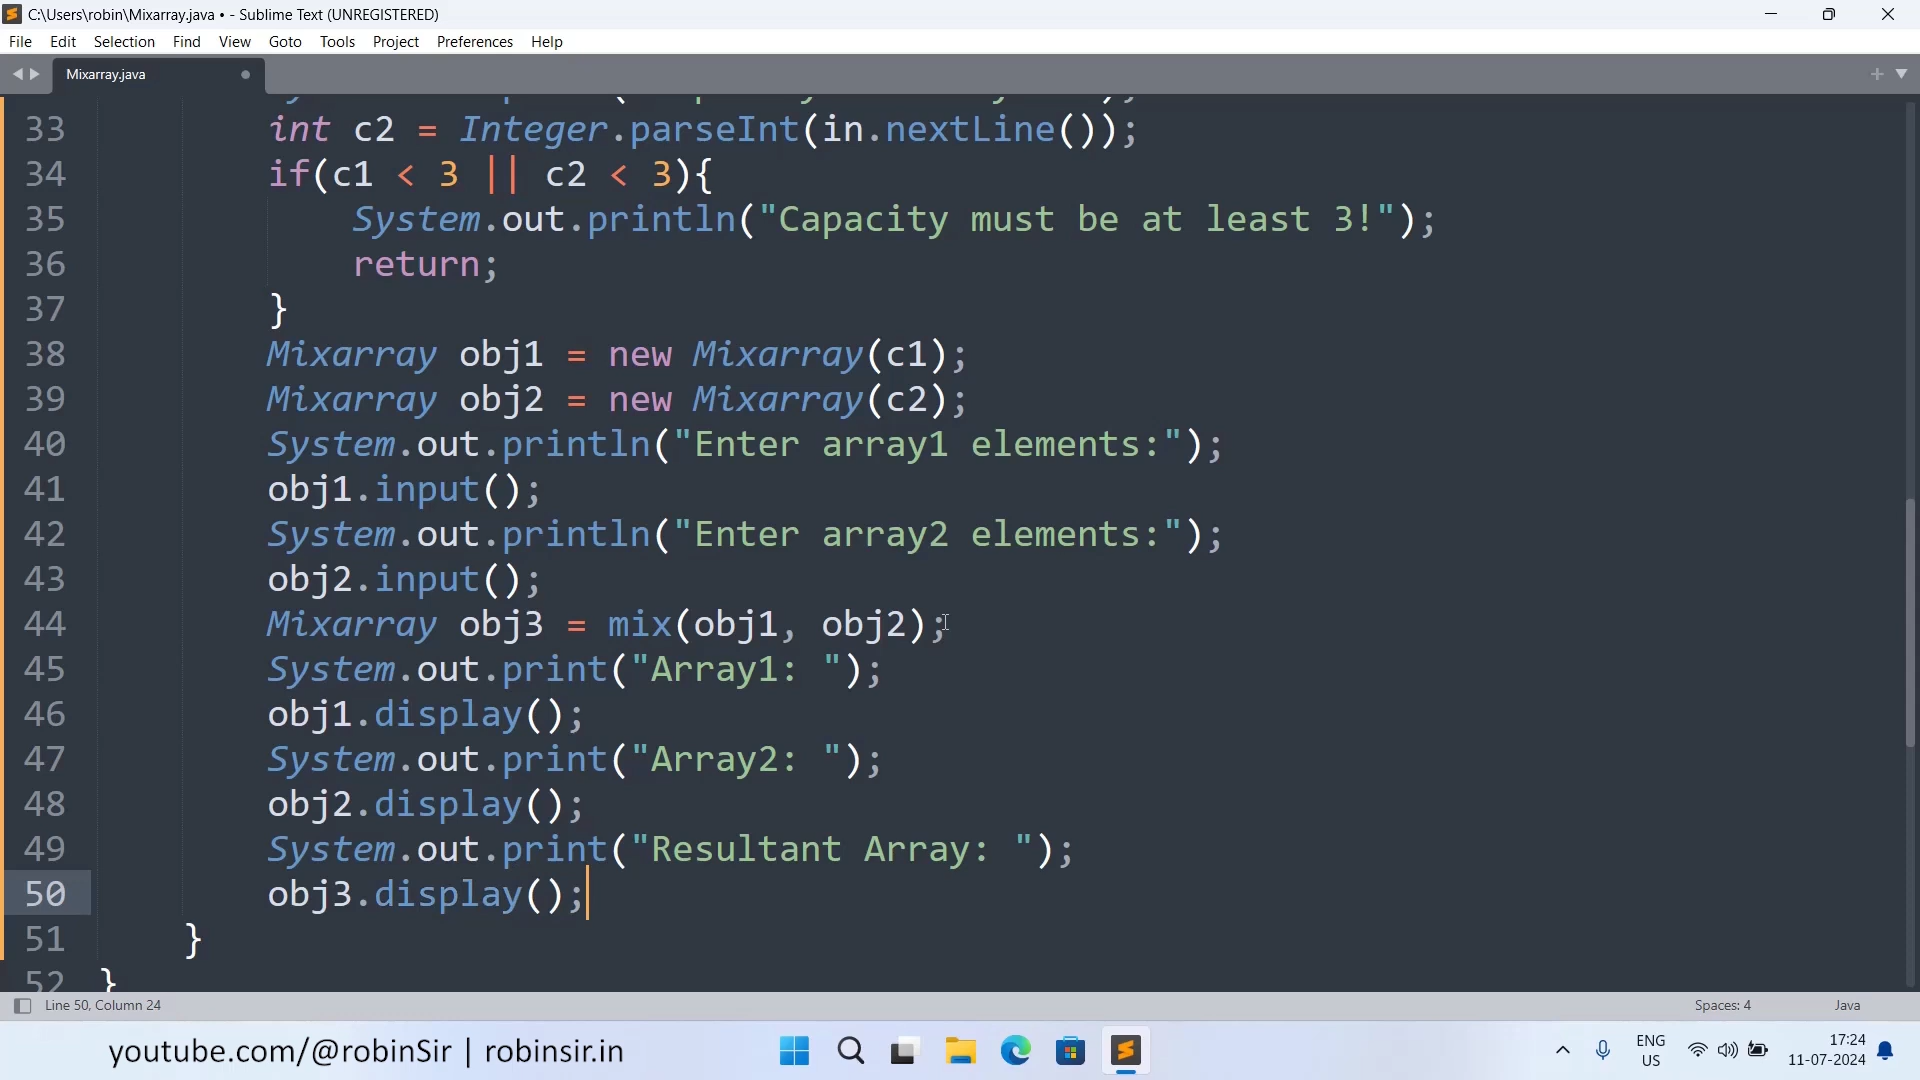 C:\Users\robin\Mixarray.java • - Sublime Text (UNREGISTERED)
File Edit Selection Find View Goto Tools Project Preferences Help
Mixarray.java
33 int c2 = Integer.parseInt(in.nextLine());
34 if(c1 < 3 || c2 < 3){
35 System.out.println("Capacity must be at least 3!");
36 return;
37 }
38 Mixarray obj1 = new Mixarray(c1);
39 Mixarray obj2 = new Mixarray(c2);
40 System.out.println("Enter array1 elements:");
41 obj1.input();
42 System.out.println("Enter array2 elements:");
43 obj2.input();
44 Mixarray obj3 = mix(obj1, obj2);
45 System.out.print("Array1: ");
46 obj1.display();
47 System.out.print("Array2: ");
48 obj2.display();
49 System.out.print("Resultant Array: ");
50 obj3.display();
51 }
52 }
Line 50, Column 24 Spaces: 4 Java
youtube.com/@robinSir | robinsir.in
ENG
US
17:24
11-07-2024